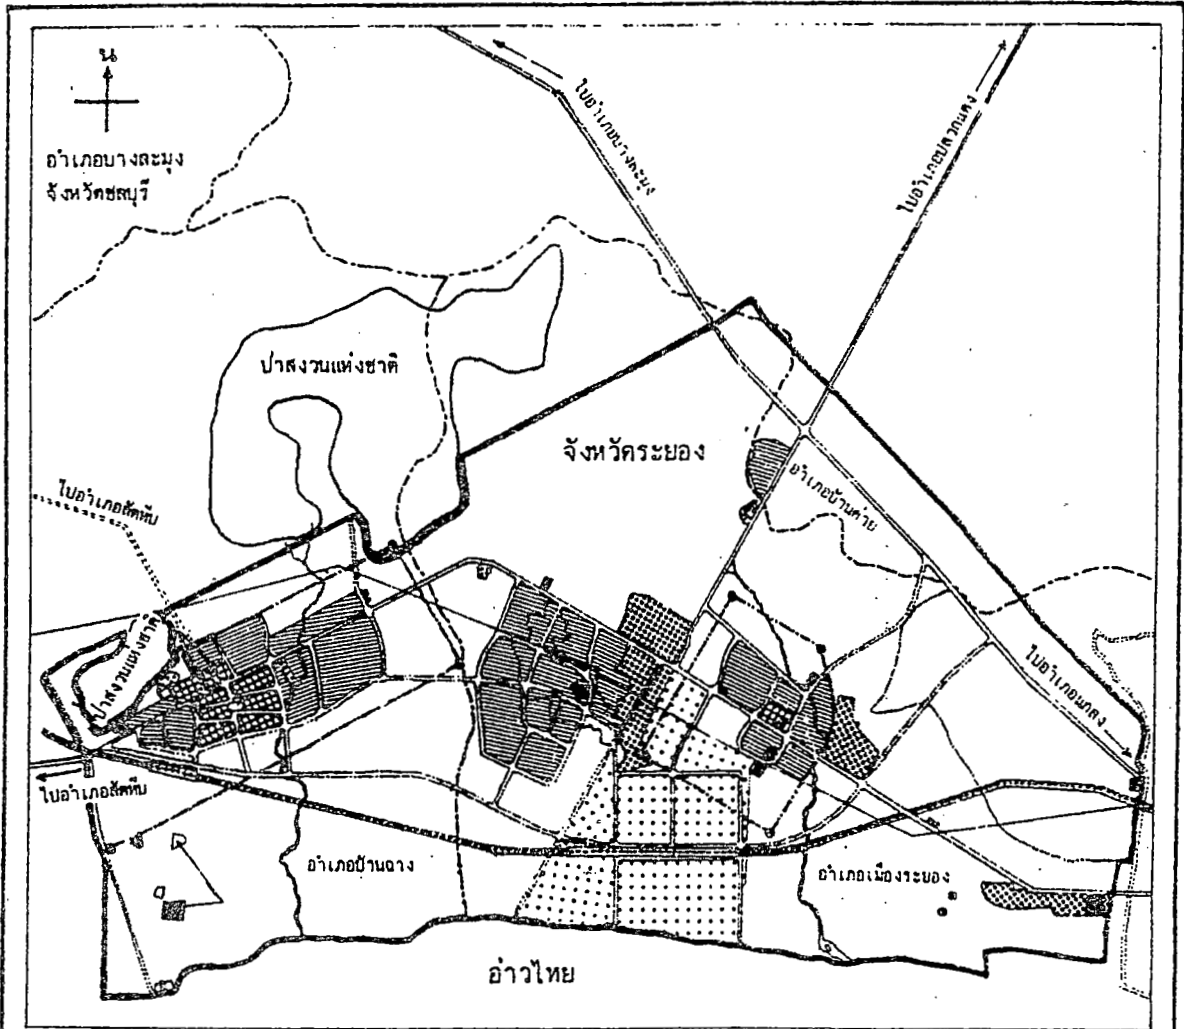 น
อำเภอบางละมุง
จังหวัดชลบุรี
ไปอำเภอบางละมุง
ไปอำเภอปลวกแดง
ป่าสงวนแห่งชาติ
จังหวัดระยอง
อำเภอบ้านค่าย
ไปอำเภอสัตหีบ
ป่าสงวนแห่งชาติ
ไปอำเภอแกลง
ไปอำเภอสัตหีบ
อำเภอบ้านฉาง
อำเภอเมืองระยอง
อ่าวไทย